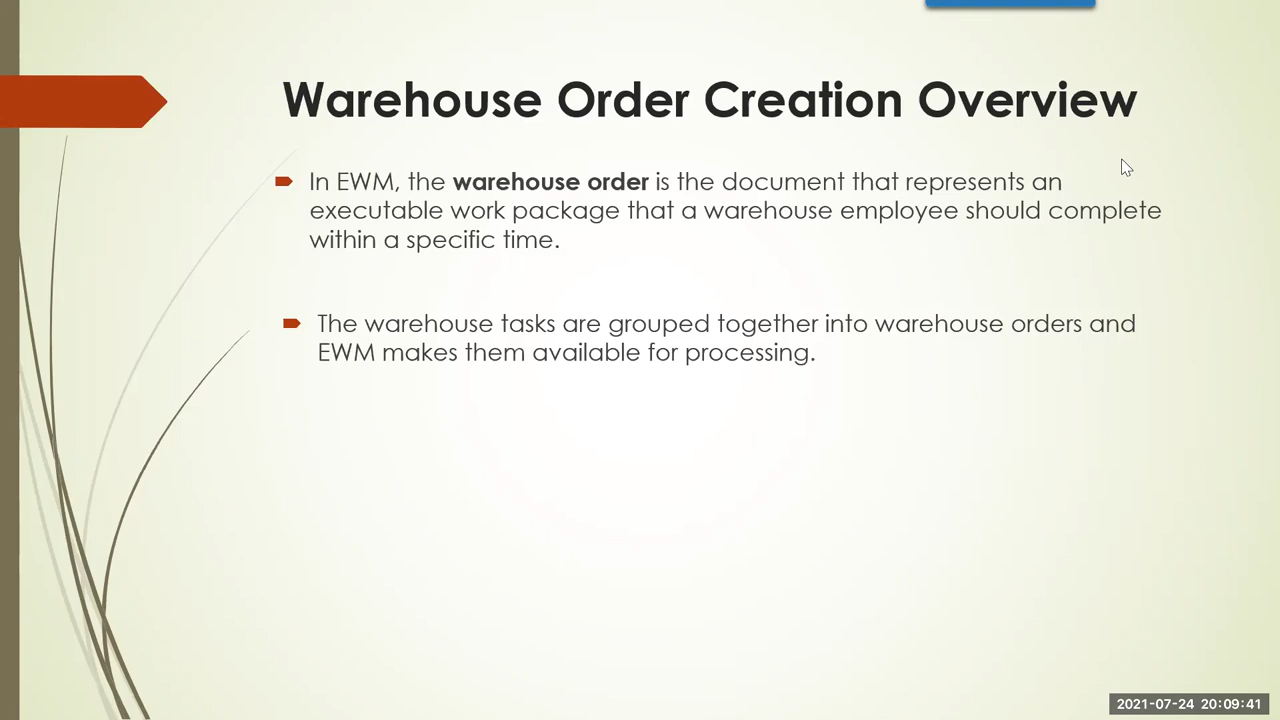 Warehouse Order Creation Overview
In EWM, the warehouse order is the document that represents an
executable work package that a warehouse employee should complete
within a specific time.
The warehouse tasks are grouped together into warehouse orders and
EWM makes them available for processing.
2021-07-24 20:09:41